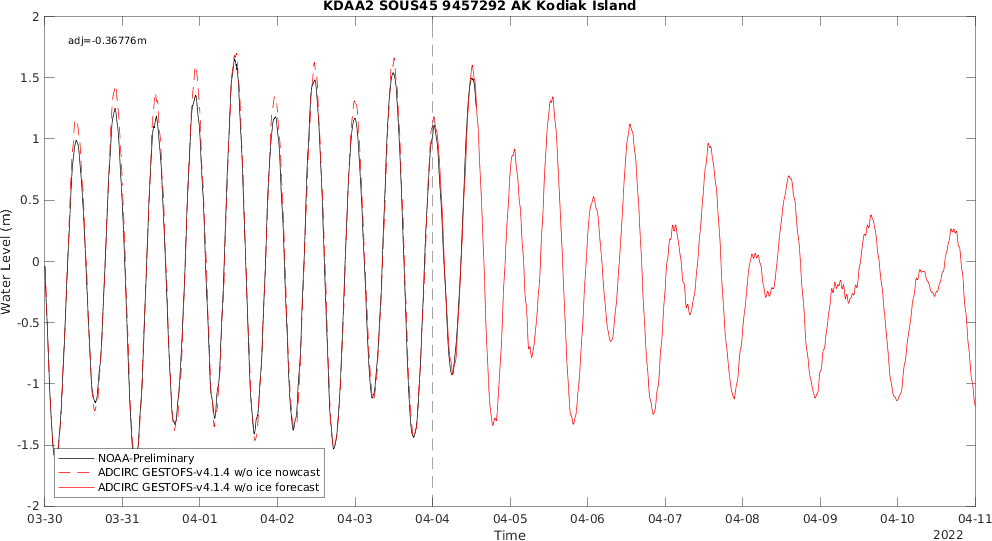 KDAA2 SOUS45 9457292 AK Kodiak Island
adj=-0.36776m
2
1.5
1
0.5
0
-0.5
-1
-1.5
-2
Water Level (m)
NOAA-Preliminary
ADCIRC GESTOFS-v4.1.4 w/o ice nowcast
ADCIRC GESTOFS-v4.1.4 w/o ice forecast
03-30 03-31 04-01 04-02 04-03 04-04 04-05 04-06 04-07 04-08 04-09 04-10 04-11
Time
2022